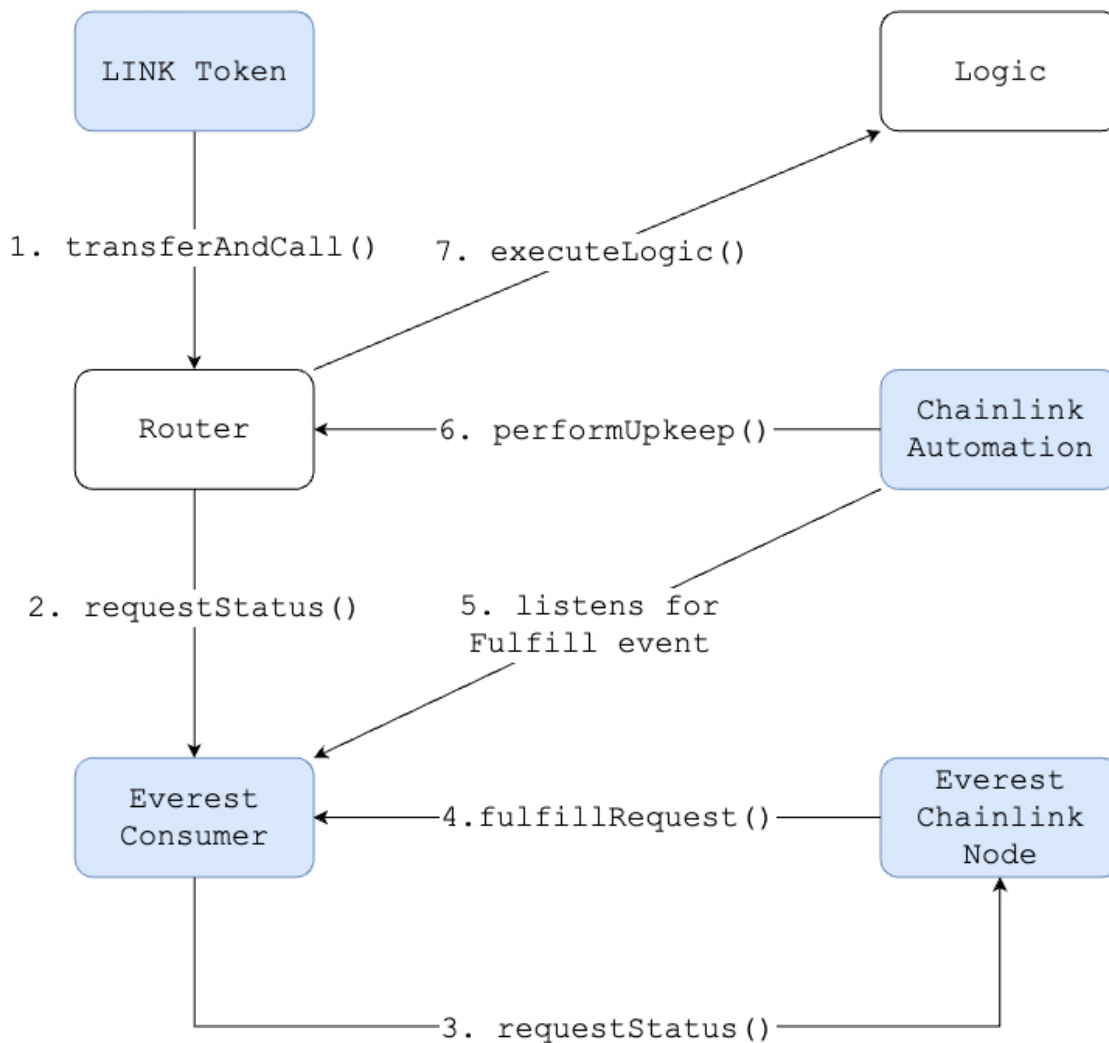 LINK Token
Logic
1. transferAndCall()
7. executeLogic()
Router
6. performUpkeep()
Chainlink
Automation
2. requestStatus()
5. listens for
Fulfill event
Everest
Consumer
4.fulfillRequest()
Everest
Chainlink
Node
3. requestStatus()